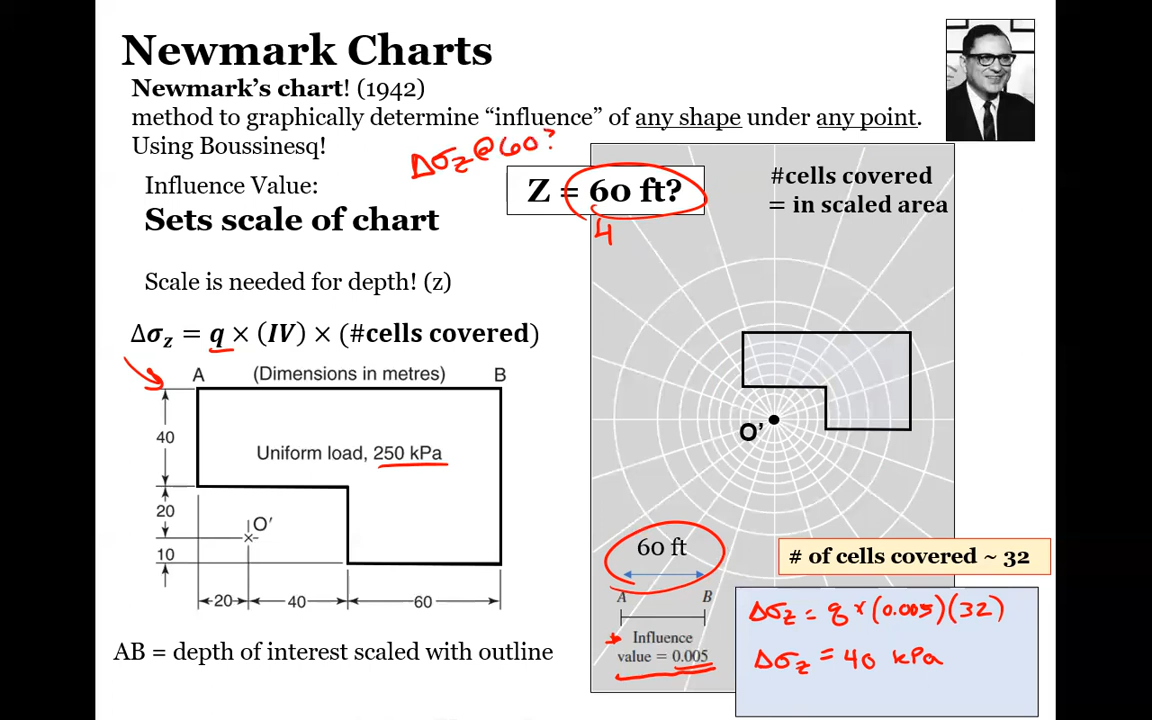 Newmark Charts
Newmark's chart! (1942)
method to graphically determine “influence” of any shape under any point.
Using Boussinesq!
Δσz@60?
Influence Value:
Z = 60 ft?
4
#cells covered
= in scaled area
Sets scale of chart
Scale is needed for depth! (z)
Δσz = q × (IV) × (#cells covered)
A (Dimensions in metres) B
40
Uniform load, 250 kPa
20
O'
10
20 40 60
AB = depth of interest scaled with outline
O'
60 ft
A B
Influence
value = 0.005
# of cells covered ~ 32
Δσz = q × (0.005)(32)
Δσz = 40 kPa